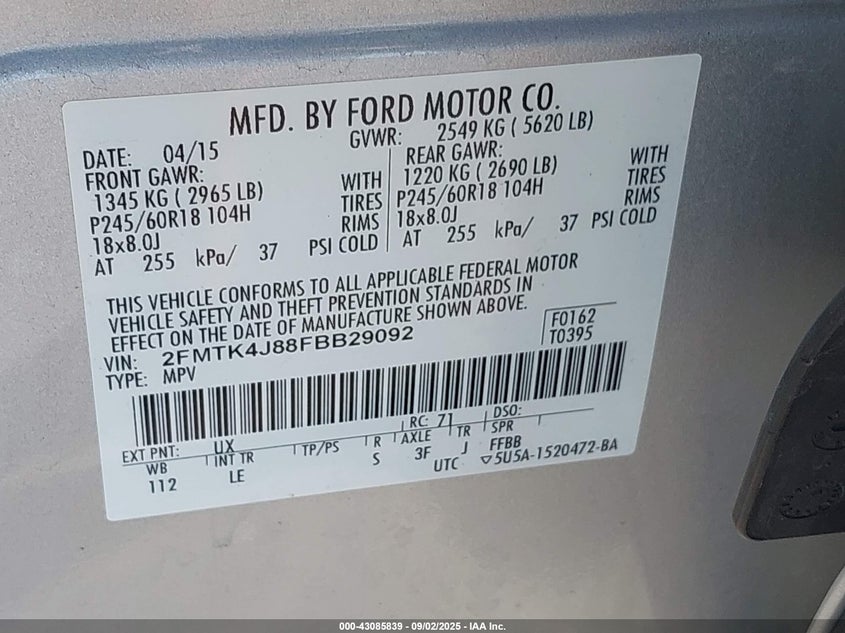 MFD. BY FORD MOTOR CO.
DATE: 04/15 GVWR: 2549 KG ( 5620 LB)
FRONT GAWR: REAR GAWR:
1345 KG ( 2965 LB) WITH 1220 KG ( 2690 LB) WITH
P245/60R18 104H TIRES P245/60R18 104H TIRES
18x8.0J RIMS 18x8.0J RIMS
AT 255 kPa/ 37 PSI COLD AT 255 kPa/ 37 PSI COLD
THIS VEHICLE CONFORMS TO ALL APPLICABLE FEDERAL MOTOR
VEHICLE SAFETY AND THEFT PREVENTION STANDARDS IN
EFFECT ON THE DATE OF MANUFACTURE SHOWN ABOVE.
VIN: 2FMTK4J88FBB29092 F0162
TYPE: MPV T0395
EXT PNT: UX RC: 71 DSO:
WB INT TR TP/PS R AXLE TR SPR
112 LE S 3F J FFBB
UTC ▽5U5A-1520472-BA
000-43085839 - 09/02/2025 - IAA Inc.